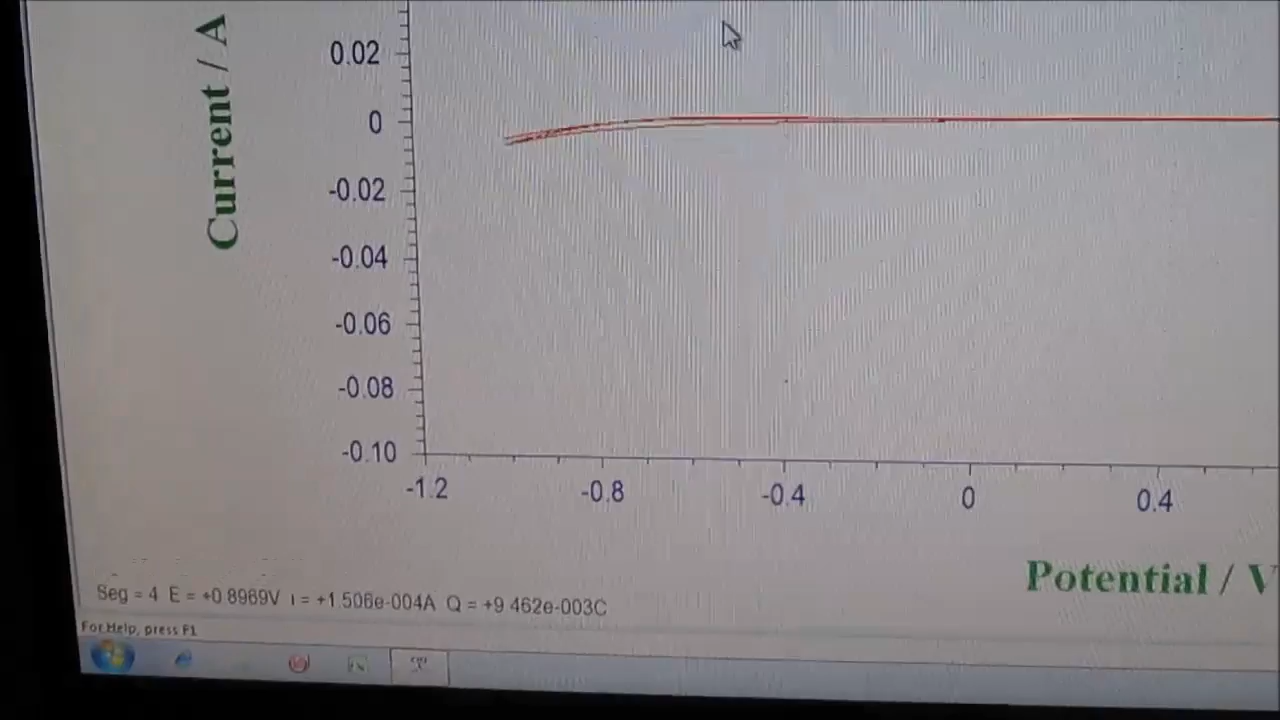 Current / A
0.02
0
-0.02
-0.04
-0.06
-0.08
-0.10
-1.2 -0.8 -0.4 0 0.4
Potential / V
Seg = 4 E = +0.8969V i = +1.506e-004A Q = +9.462e-003C
For Help, press F1